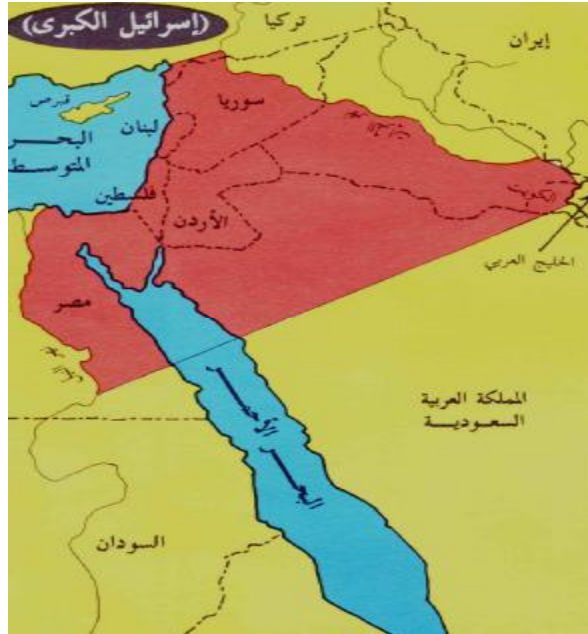 (إسرائيل الكبرى)
تركيا
إيران
قبرص
سوريا
لبنان
البحر
المتوسط
فلسطين
الأردن
الكويت
الخليج العربي
مصر
المملكة العربية
السعودية
البحر الأحمر
السودان